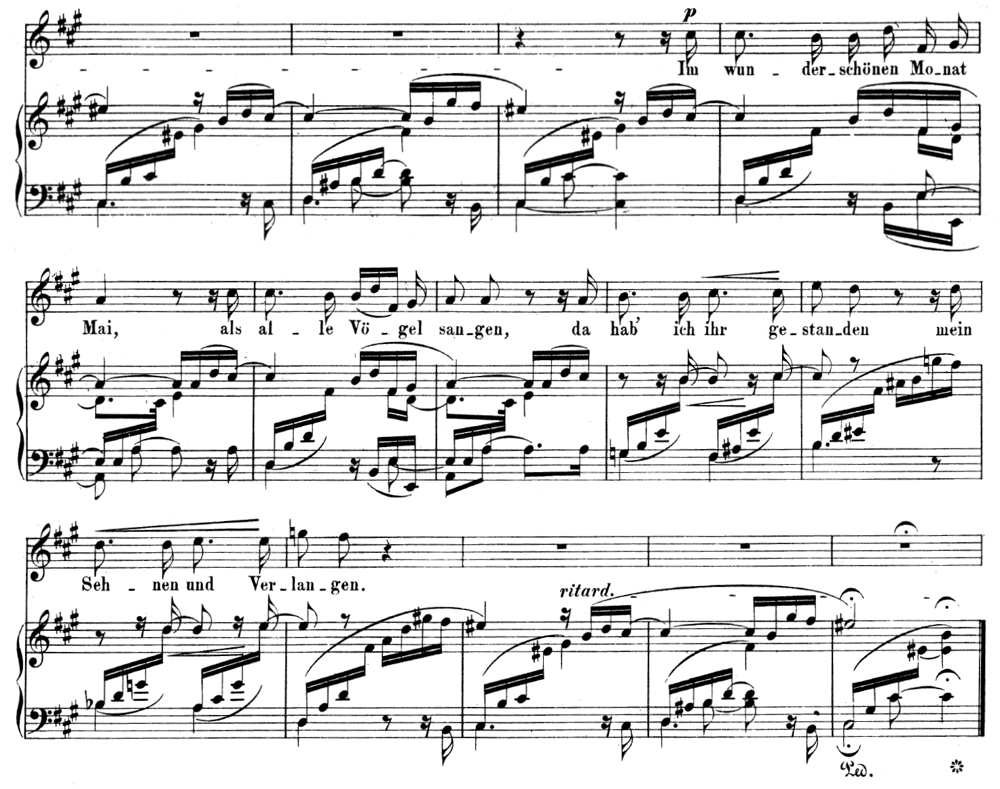 p
Im wun - der-schönen Mo-nat
Mai, als al - le Vö - gel san-gen, da hab' ich ihr ge-stan-den mein
Seh - nen und Ver-lan-gen.
ritard. - - - -
Ped.